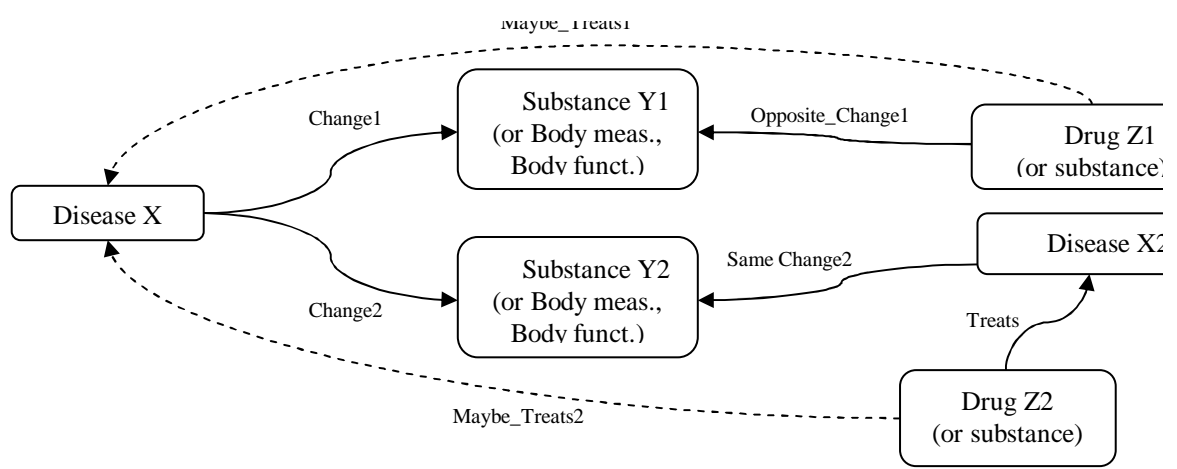 Maybe_Treats1
Change1
Substance Y1
(or Body meas.,
Body funct.)
Opposite_Change1
Drug Z1
(or substance)
Disease X
Disease X2
Substance Y2
(or Body meas.,
Body funct.)
Same Change2
Change2
Treats
Maybe_Treats2
Drug Z2
(or substance)